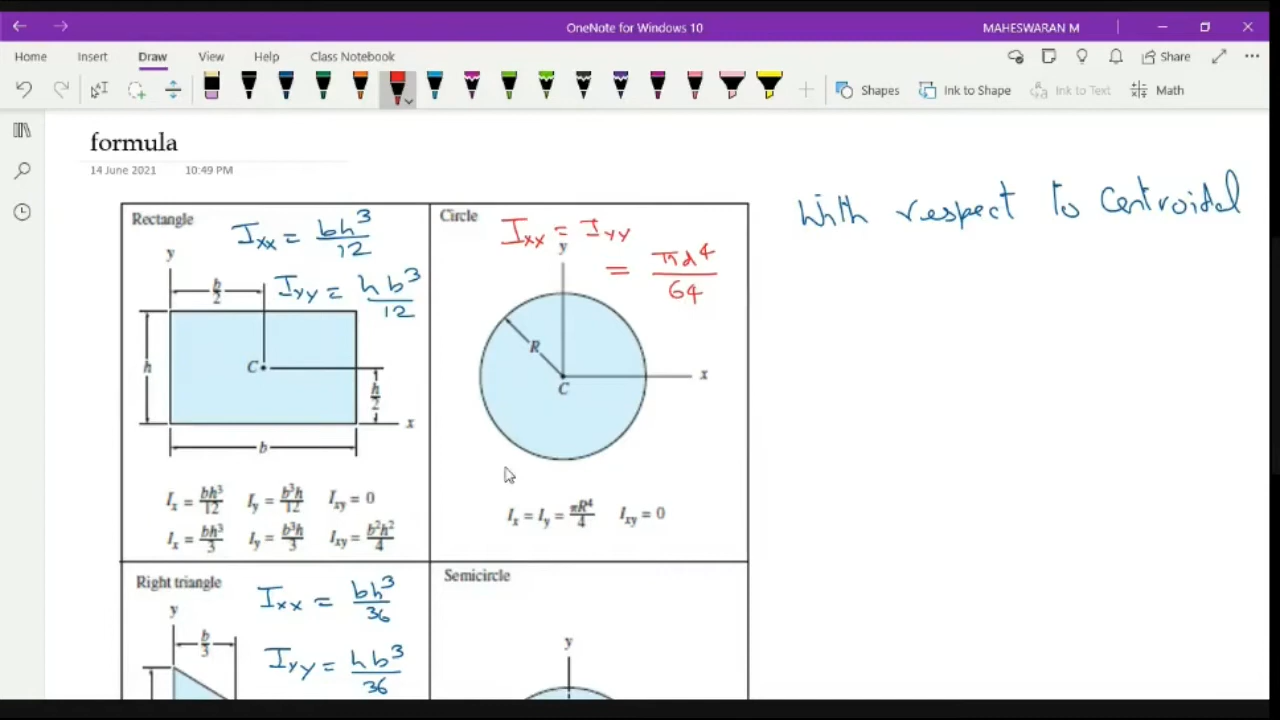 OneNote for Windows 10
MAHESWARAN M
Home Insert Draw View Help Class Notebook
Share
Shapes Ink to Shape Ink to Text Math
formula
14 June 2021 10:49 PM
With respect to Centroidal
Rectangle
Ixx = bh³/12
y
b/2
Iyy = hb³/12
h
C
h/2
x
b
Ix = bh³/12 Iy = b³h/12 Ixy = 0
Ix = bh³/3 Iy = b³h/3 Ixy = b²h²/4
Circle
Ixx = Iyy
y
= πd⁴/64
R
C
x
Ix = Iy = πR⁴/4 Ixy = 0
Right triangle
Ixx = bh³/36
y
b/3
Iyy = hb³/36
Semicircle
y